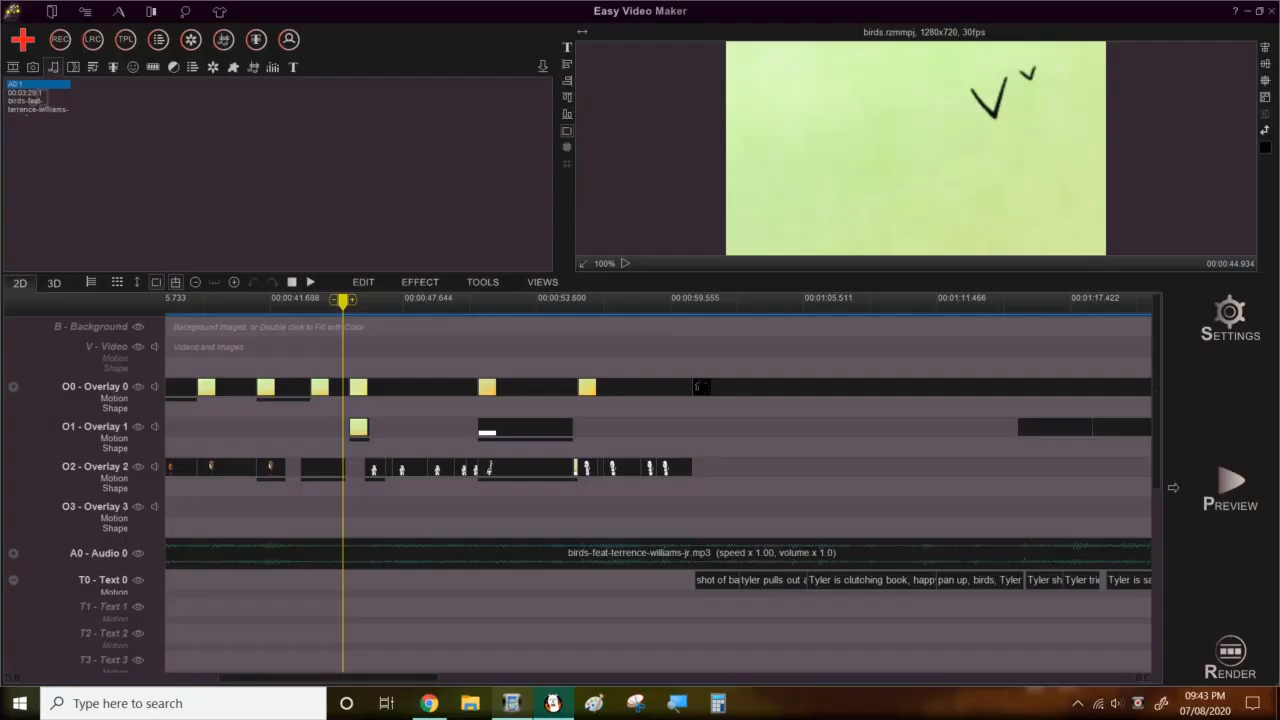 Easy Video Maker
?
REC
LRC
TPL
birds.rzmmpj, 1280x720, 30fps
A0:1
00:03:29.1
birds-feat-
terrence-williams-
100%
00:00:44.934
2D
3D
EDIT
EFFECT
TOOLS
VIEWS
5.733
00:00:41.688
00:00:47.644
00:00:53.600
00:00:59.555
00:01:05.511
00:01:11.466
00:01:17.422
B - Background
Background Images, or Double click to Fill with Color
V - Video
Videos and Images
Motion
Shape
O0 - Overlay 0
Motion
Shape
O1 - Overlay 1
Motion
Shape
O2 - Overlay 2
Motion
Shape
O3 - Overlay 3
Motion
Shape
A0 - Audio 0
birds-feat-terrence-williams-jr.mp3 (speed x 1.00, volume x 1.0)
T0 - Text 0
shot of ba
tyler pulls out a
Tyler is clutching book, happ
pan up, birds, Tyler
Tyler sh
Tyler trie
Tyler is sa
Motion
T1 - Text 1
Motion
T2 - Text 2
Motion
T3 - Text 3
SETTINGS
PREVIEW
RENDER
Type here to search
09:43 PM
07/08/2020